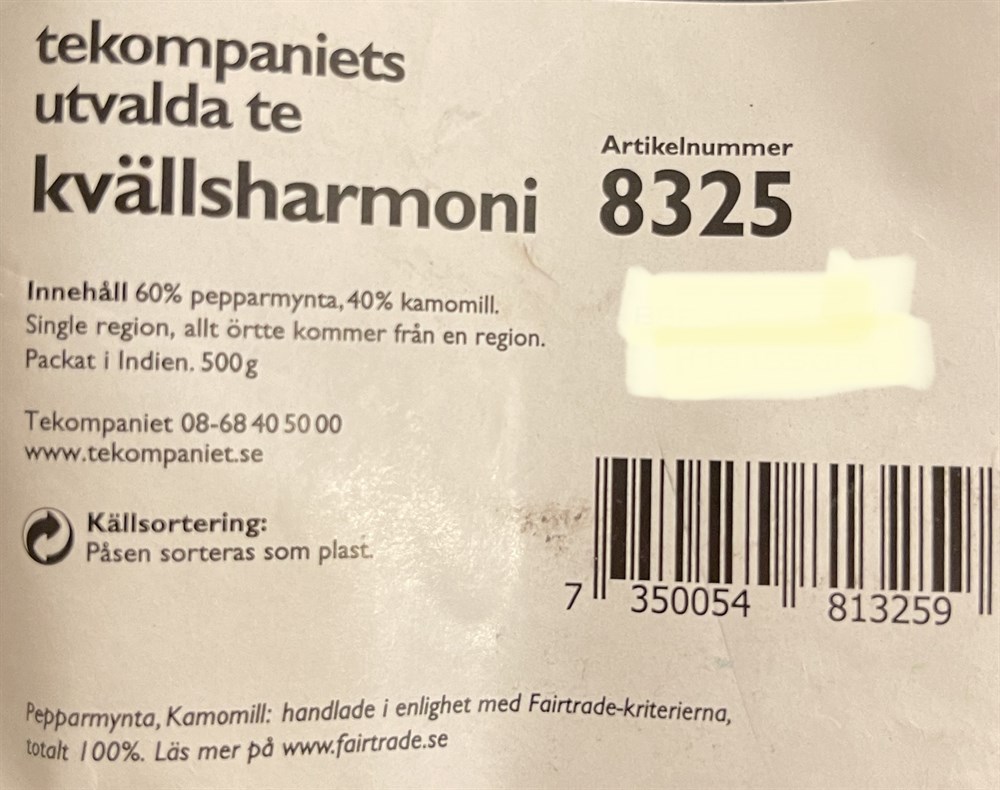 tekompaniets
utvalda te
kvällsharmoni
Artikelnummer
8325
Innehåll 60% pepparmynta, 40% kamomill.
Single region, allt örtte kommer från en region.
Packat i Indien. 500g
Tekompaniet 08-68 40 50 00
www.tekompaniet.se
Källsortering:
Påsen sorteras som plast.
7 350054 813259
Pepparmynta, Kamomill: handlade i enlighet med Fairtrade-kriterierna,
totalt 100%. Läs mer på www.fairtrade.se